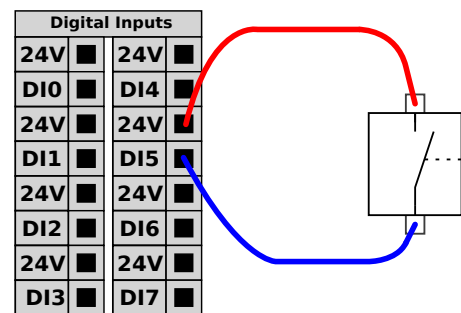 Digital Inputs
24V 24V
DI0 DI4
24V 24V
DI1 DI5
24V 24V
DI2 DI6
24V 24V
DI3 DI7